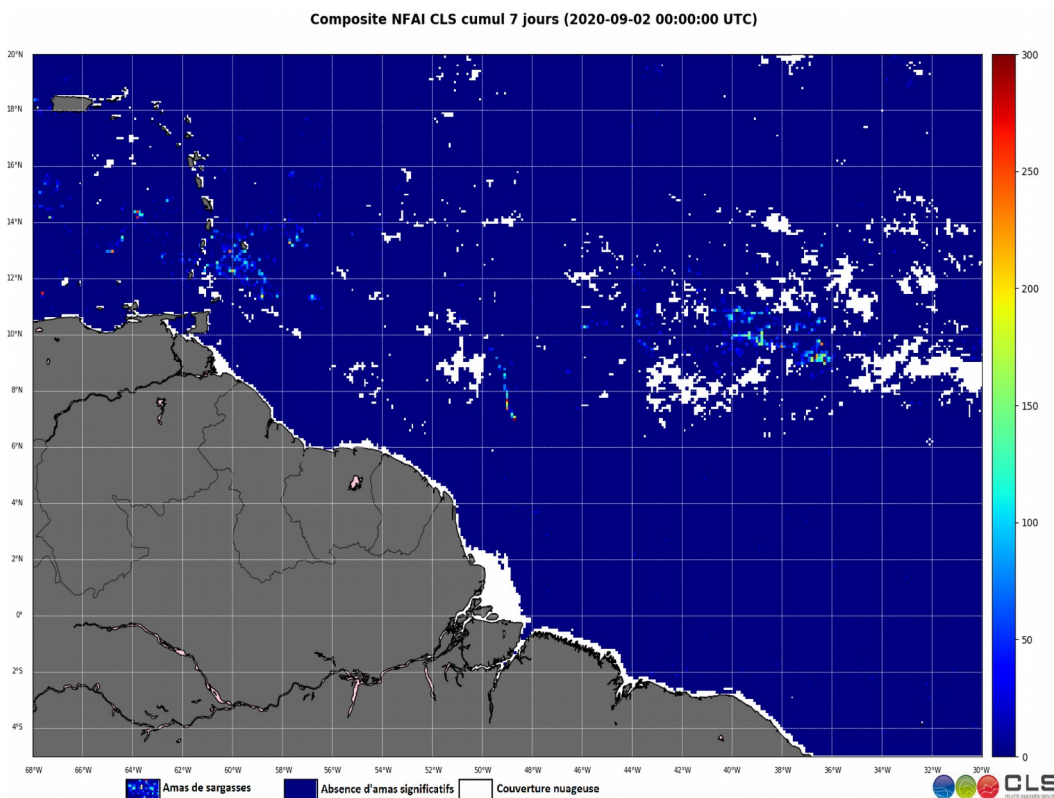 Composite NFAI CLS cumul 7 jours (2020-09-02 00:00:00 UTC)
20°N
18°N
16°N
14°N
12°N
10°N
8°N
6°N
4°N
2°N
0°
2°S
4°S
68°W 66°W 64°W 62°W 60°W 58°W 56°W 54°W 52°W 50°W 48°W 46°W 44°W 42°W 40°W 38°W 36°W 34°W 32°W 30°W
300
250
200
150
100
50
0
Amas de sargasses Absence d'amas significatifs Couverture nuageuse
CLS